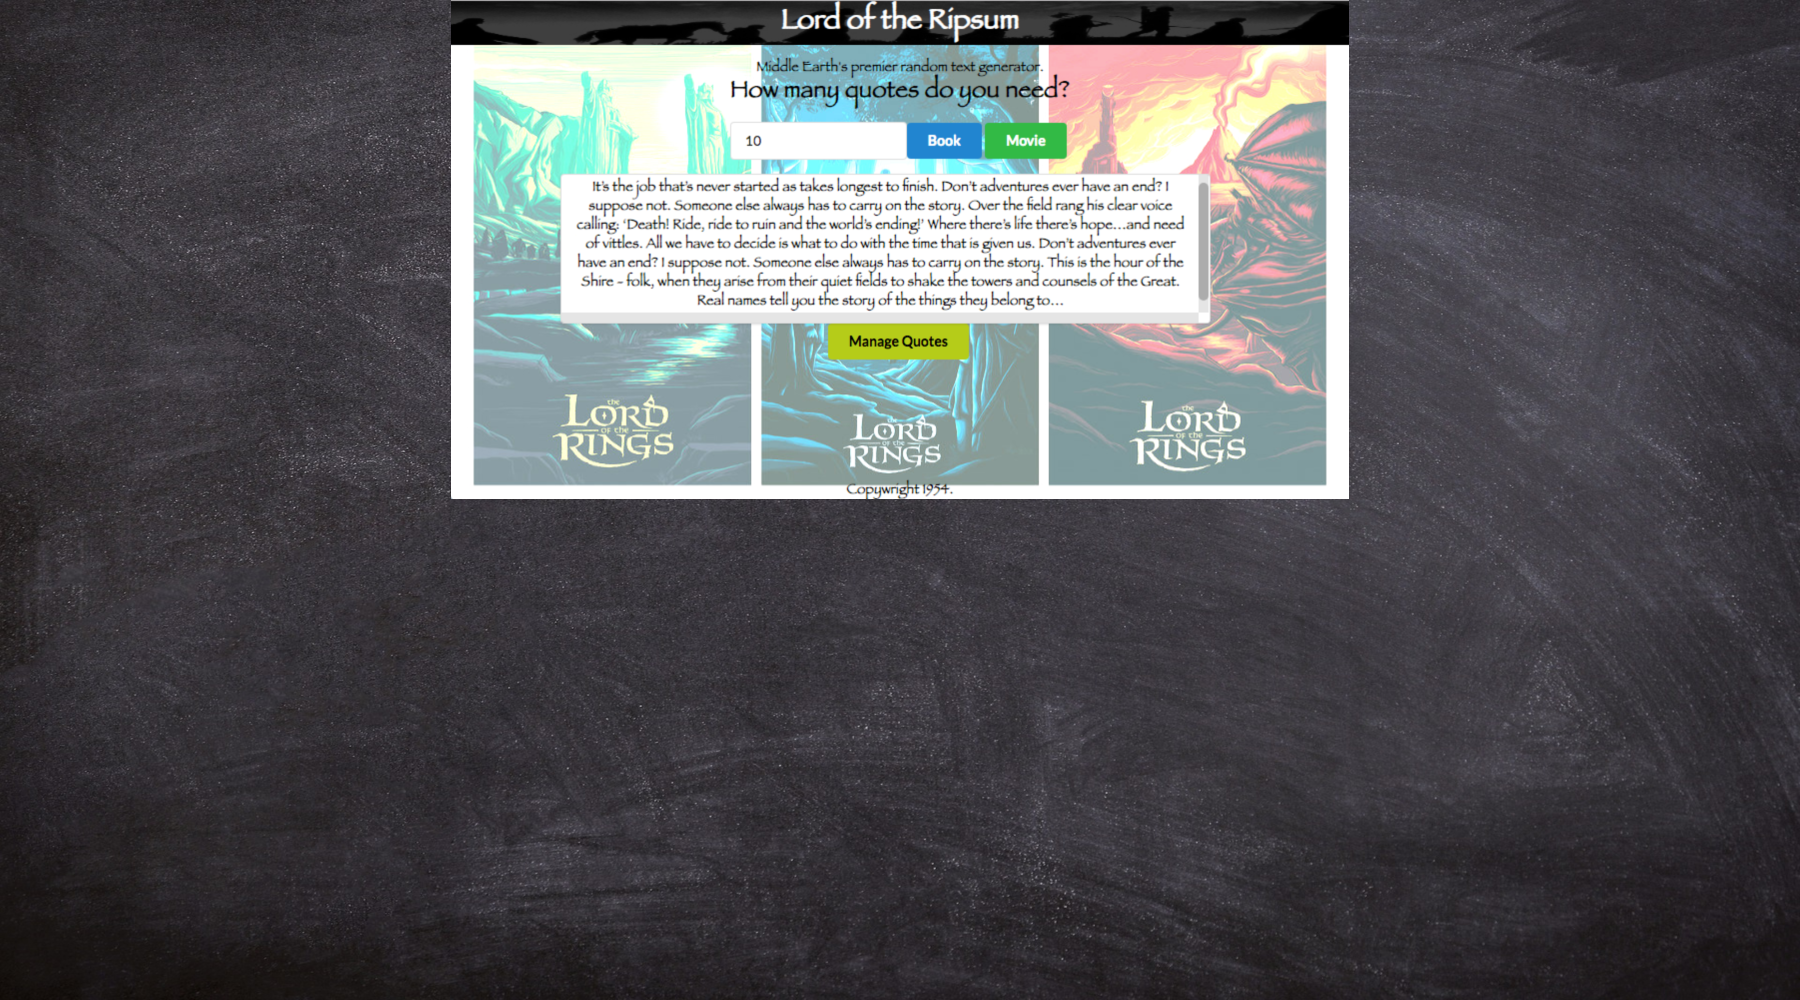 Lord of the Ripsum
Middle Earth's premier random text generator.
How many quotes do you need?
10
Book
Movie
It's the job that's never started as takes longest to finish. Don't adventures ever have an end? I
suppose not. Someone else always has to carry on the story. Over the field rang his clear voice
calling: 'Death! Ride, ride to ruin and the world's ending!' Where there's life there's hope...and need
of vittles. All we have to decide is what to do with the time that is given us. Don't adventures ever
have an end? I suppose not. Someone else always has to carry on the story. This is the hour of the
Shire - folk, when they arise from their quiet fields to shake the towers and counsels of the Great.
Real names tell you the story of the things they belong to...
Manage Quotes
the
LORD
OF the
RINGS
the
LORD
OF the
RINGS
the
LORD
OF the
RINGS
Copywright 1954.